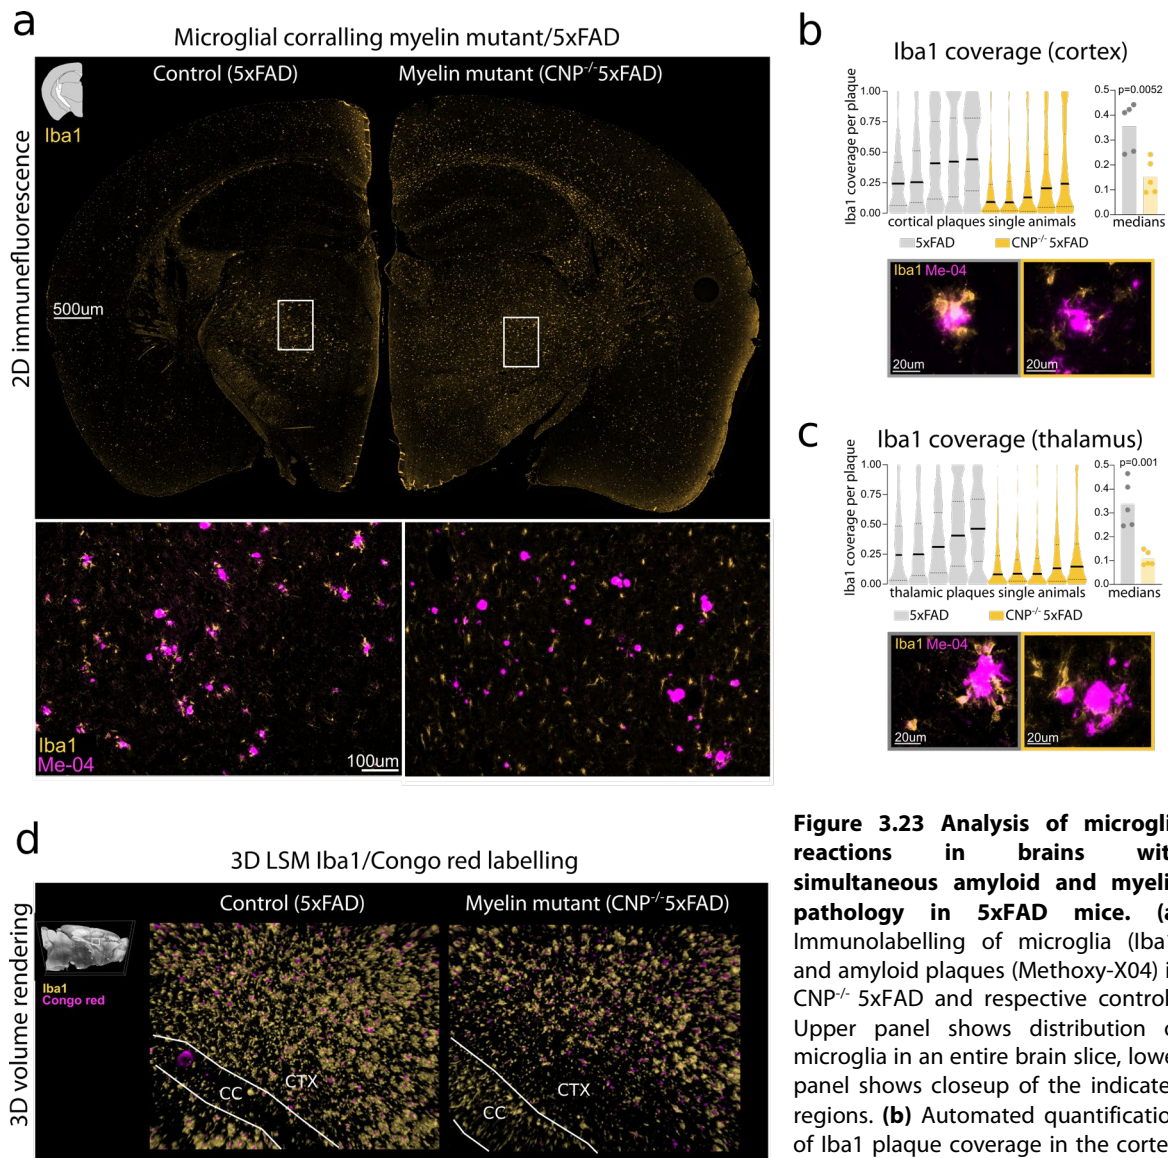 a
Microglial corralling myelin mutant/5xFAD
Control (5xFAD)
Myelin mutant (CNP-/-5xFAD)
Iba1
2D immunefluorescence
500um
Iba1
Me-04
100um
b
Iba1 coverage (cortex)
Iba1 coverage per plaque
1.00
0.75
0.50
0.25
0.00
cortical plaques single animals
p=0.0052
0.5
0.4
0.3
0.2
0.1
0.0
medians
5xFAD
CNP-/- 5xFAD
Iba1 Me-04
20um
20um
c
Iba1 coverage (thalamus)
Iba1 coverage per plaque
1.00
0.75
0.50
0.25
0.00
thalamic plaques single animals
p=0.001
0.5
0.4
0.3
0.2
0.1
0.0
medians
5xFAD
CNP-/- 5xFAD
Iba1 Me-04
20um
20um
d
3D LSM Iba1/Congo red labelling
Control (5xFAD)
Myelin mutant (CNP-/-5xFAD)
3D volume rendering
Iba1
Congo red
CC
CTX
CC
CTX
Figure 3.23 Analysis of microgli
reactions in brains wit
simultaneous amyloid and myeli
pathology in 5xFAD mice. (a
Immunolabelling of microglia (Iba1
and amyloid plaques (Methoxy-X04) i
CNP-/- 5xFAD and respective control
Upper panel shows distribution o
microglia in an entire brain slice, lowe
panel shows closeup of the indicate
regions. (b) Automated quantificatio
of Iba1 plaque coverage in the corte